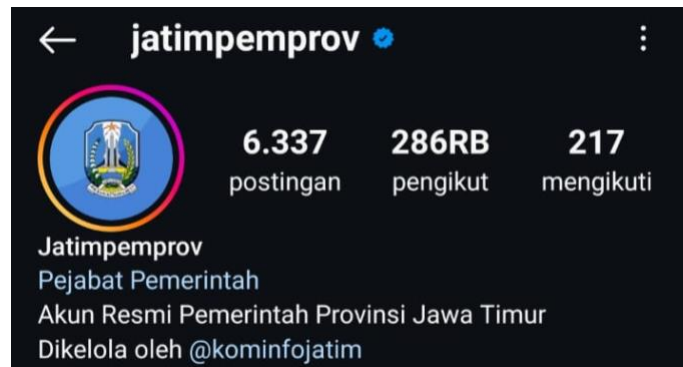 jatimpemprov
6.337 286RB 217
postingan pengikut mengikuti
Jatimpemprov
Pejabat Pemerintah
Akun Resmi Pemerintah Provinsi Jawa Timur
Dikelola oleh @kominfojatim